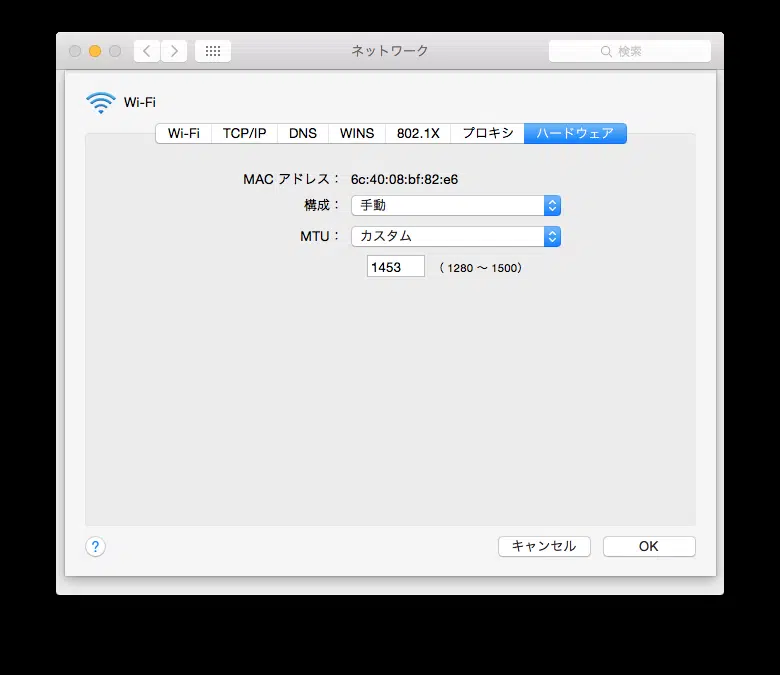 ネットワーク
検索
Wi-Fi
Wi-Fi TCP/IP DNS WINS 802.1X プロキシ ハードウェア
MAC アドレス： 6c:40:08:bf:82:e6
構成： 手動
MTU： カスタム
1453 （ 1280 〜 1500）
? キャンセル OK